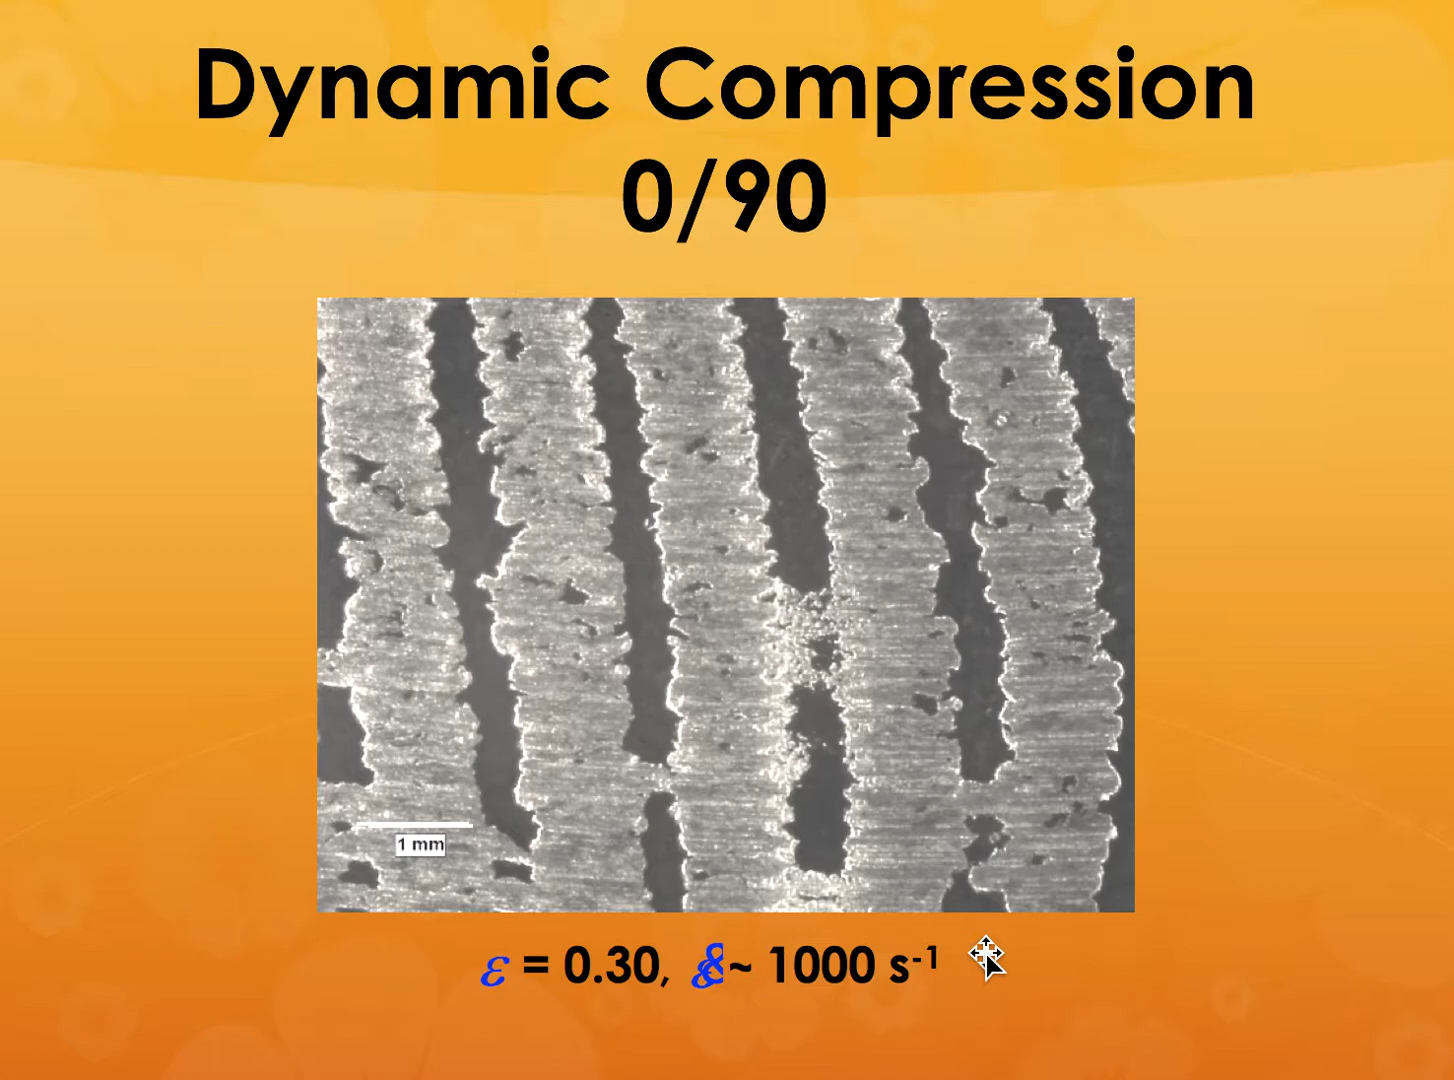 Dynamic Compression
0/90
1 mm
ε = 0.30, &~ 1000 s⁻¹